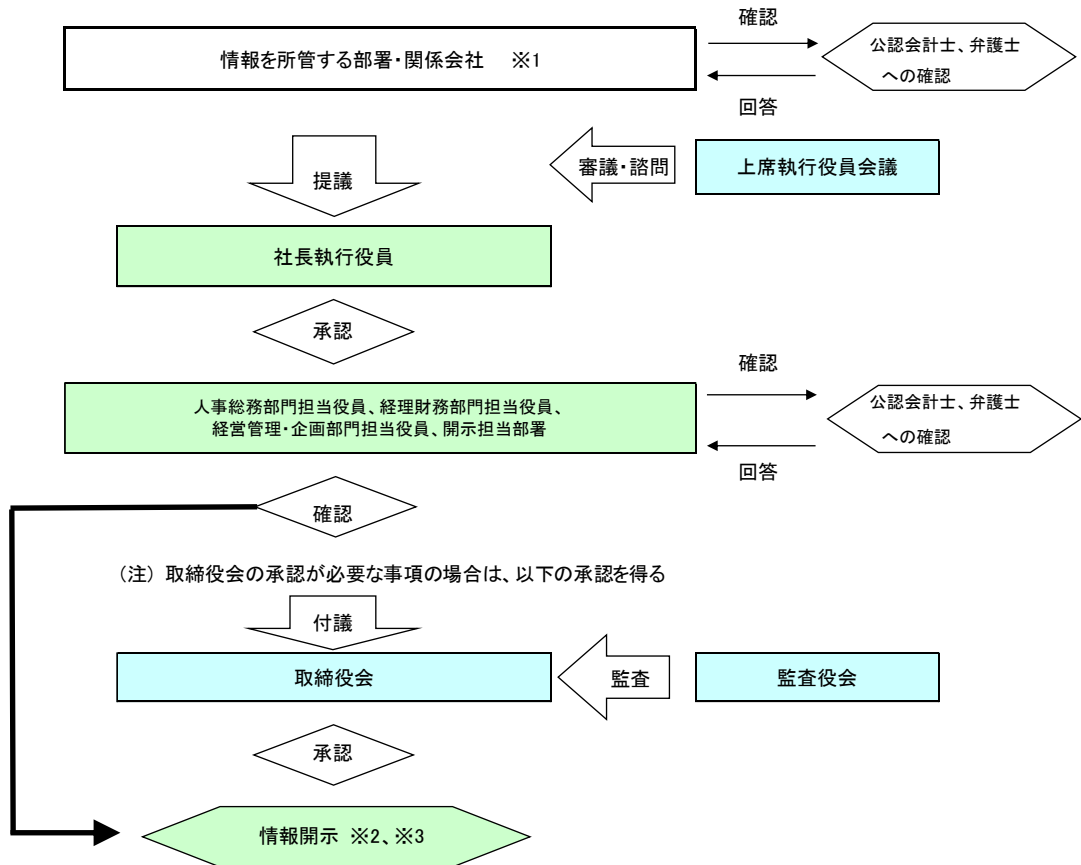 確認
情報を所管する部署・関係会社 ※1
公認会計士、弁護士
への確認
回答
審議・諮問
上席執行役員会議
提議
社長執行役員
承認
確認
人事総務部門担当役員、経理財務部門担当役員、
経営管理・企画部門担当役員、開示担当部署
公認会計士、弁護士
への確認
回答
確認
(注) 取締役会の承認が必要な事項の場合は、以下の承認を得る
付議
取締役会
監査
監査役会
承認
情報開示 ※2、※3